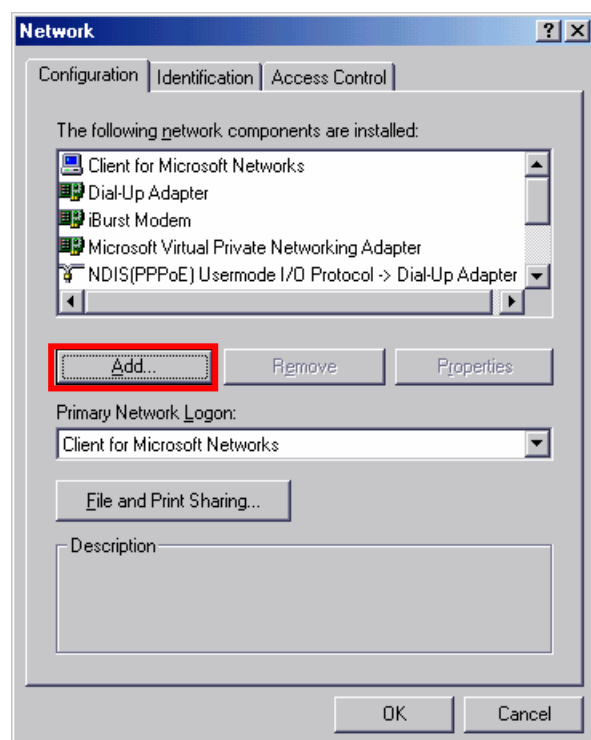 Network
Configuration Identification Access Control
The following network components are installed:
Client for Microsoft Networks
Dial-Up Adapter
iBurst Modem
Microsoft Virtual Private Networking Adapter
NDIS(PPPoE) Usermode I/O Protocol -> Dial-Up Adapter
Add... Remove Properties
Primary Network Logon:
Client for Microsoft Networks
File and Print Sharing...
Description
OK Cancel